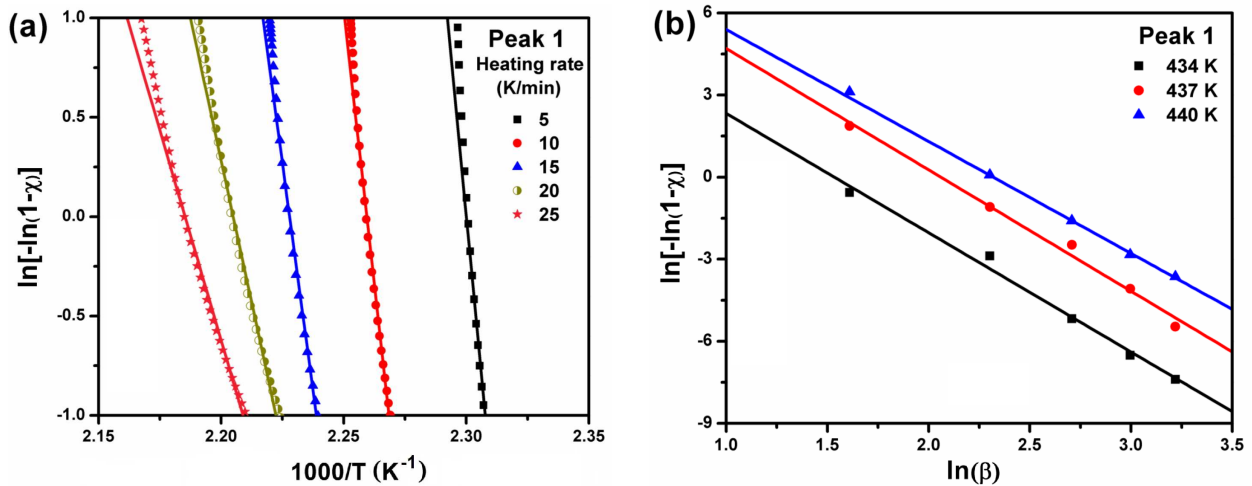 (a)
ln[-ln(1-χ)]
1.0
0.5
0.0
-0.5
-1.0
2.15
2.20
2.25
2.30
2.35
1000/T (K⁻¹)
Peak 1
Heating rate
(K/min)
5
10
15
20
25
(b)
ln[-ln(1-χ)]
6
3
0
-3
-6
-9
1.0
1.5
2.0
2.5
3.0
3.5
ln(β)
Peak 1
434 K
437 K
440 K